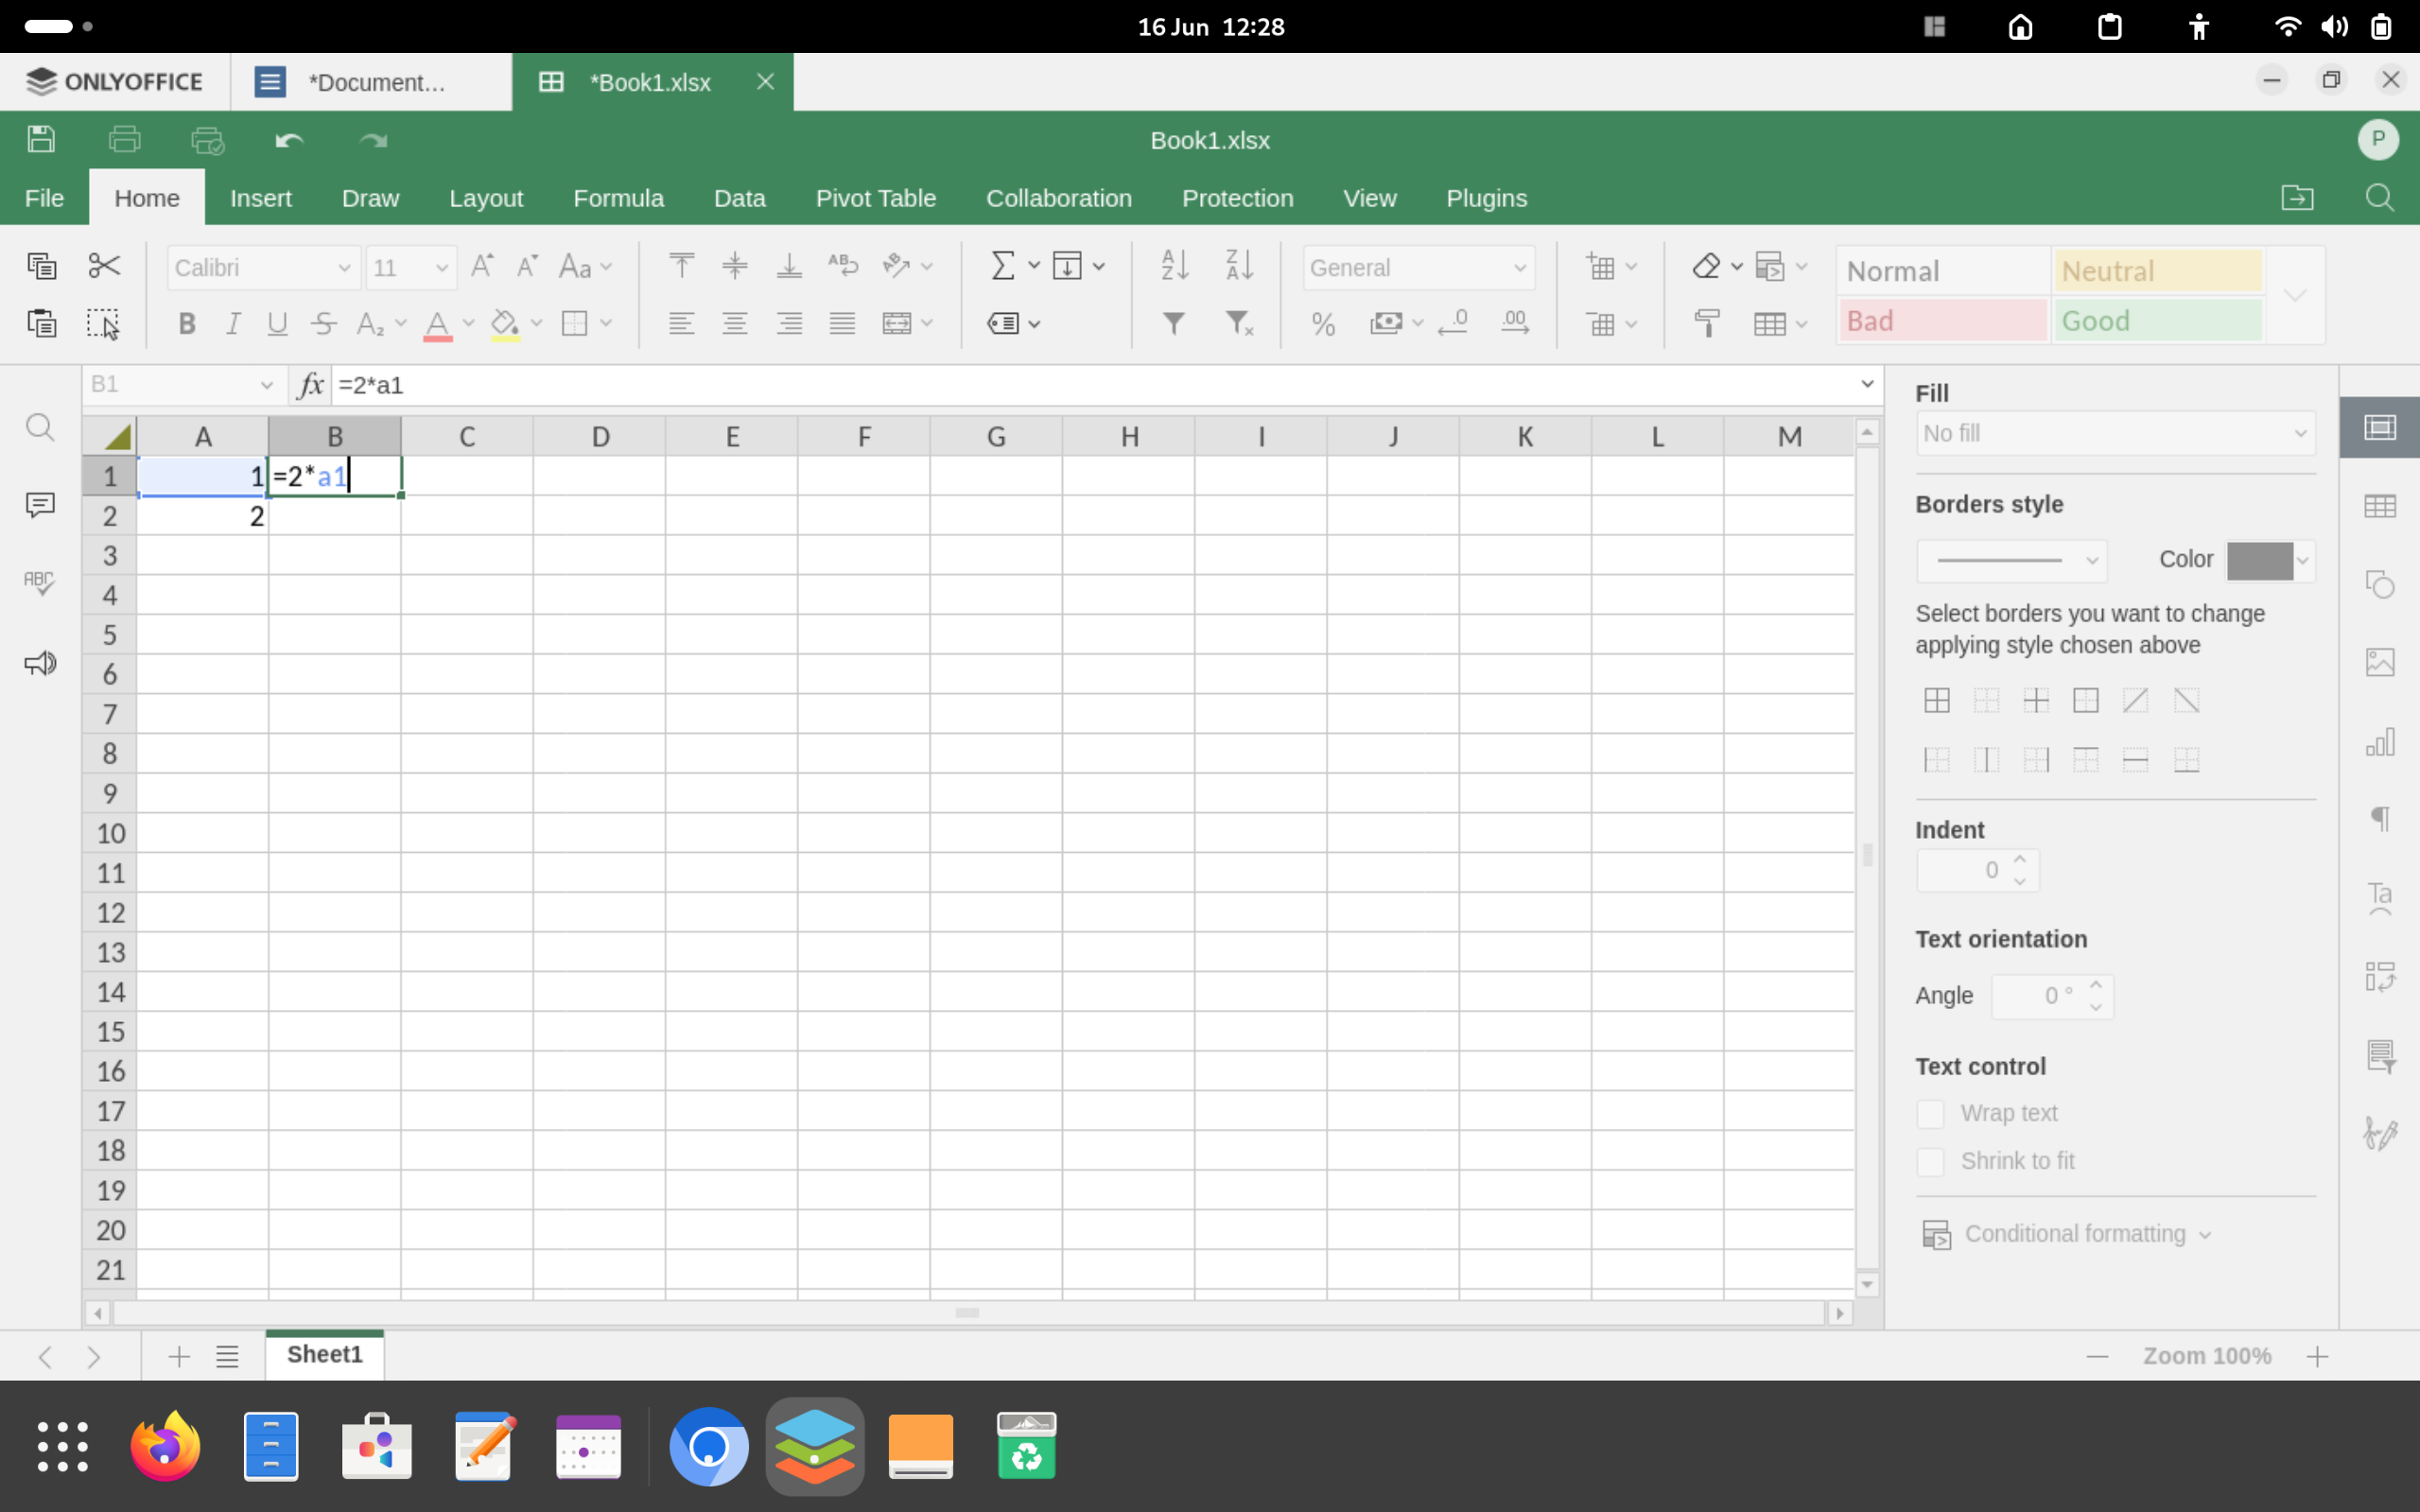 16 Jun 12:28
ONLYOFFICE *Document... *Book1.xlsx
Book1.xlsx P
File Home Insert Draw Layout Formula Data Pivot Table Collaboration Protection View Plugins
Calibri 11 General Normal Neutral
Bad Good
B1 fx =2*a1
A B C D E F G H I J K L M
1 1 =2*a1
2 2
3
4
5
6
7
8
9
10
11
12
13
14
15
16
17
18
19
20
21
Fill
No fill
Borders style
Color
Select borders you want to change
applying style chosen above
Indent
0
Text orientation
Angle 0 °
Text control
Wrap text
Shrink to fit
Conditional formatting
Sheet1
Zoom 100%